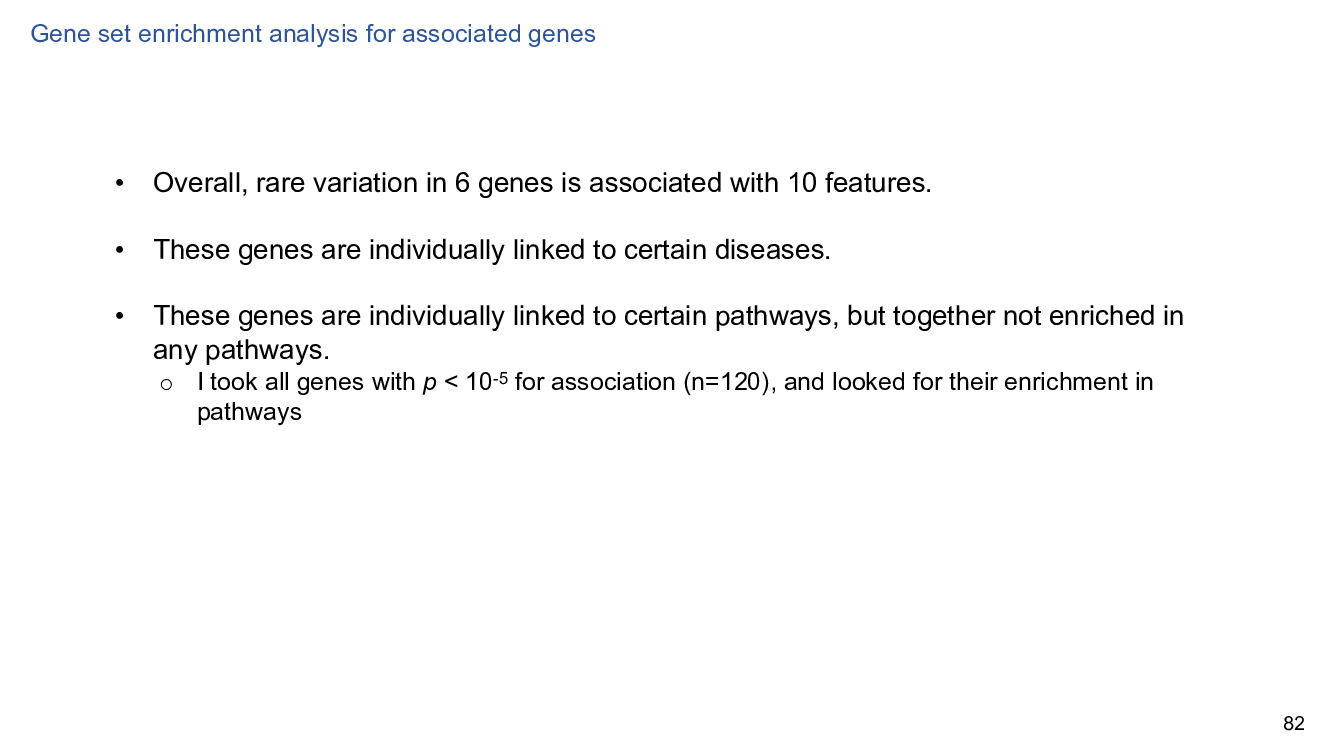 Gene set enrichment analysis for associated genes
• Overall, rare variation in 6 genes is associated with 10 features.
• These genes are individually linked to certain diseases.
• These genes are individually linked to certain pathways, but together not enriched in
any pathways.
o I took all genes with p < 10-5 for association (n=120), and looked for their enrichment in
pathways
82